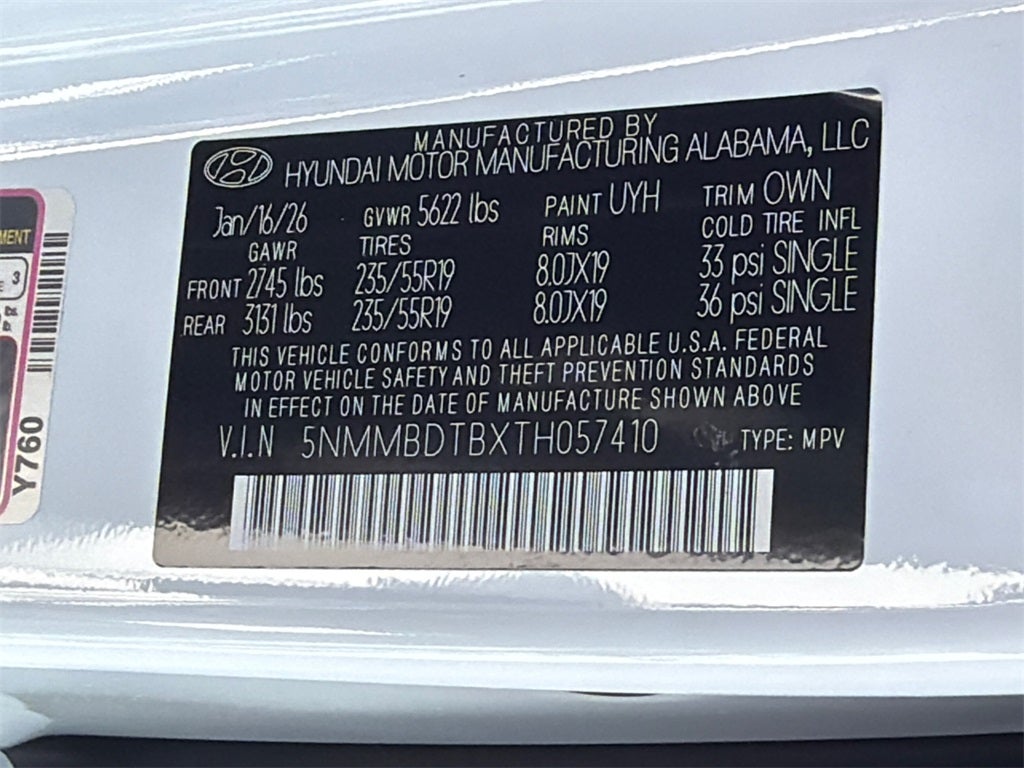 MANUFACTURED BY
HYUNDAI MOTOR MANUFACTURING ALABAMA, LLC
Jan/16/26 GVWR 5622 lbs PAINT UYH TRIM OWN
GAWR TIRES RIMS COLD TIRE INFL
FRONT 2745 lbs 235/55R19 8.0JX19 33 psi SINGLE
REAR 3131 lbs 235/55R19 8.0JX19 36 psi SINGLE
THIS VEHICLE CONFORMS TO ALL APPLICABLE U.S.A. FEDERAL
MOTOR VEHICLE SAFETY AND THEFT PREVENTION STANDARDS
IN EFFECT ON THE DATE OF MANUFACTURE SHOWN ABOVE
V.I.N 5NMMBDTBXTH057410 TYPE: MPV
3
Y760